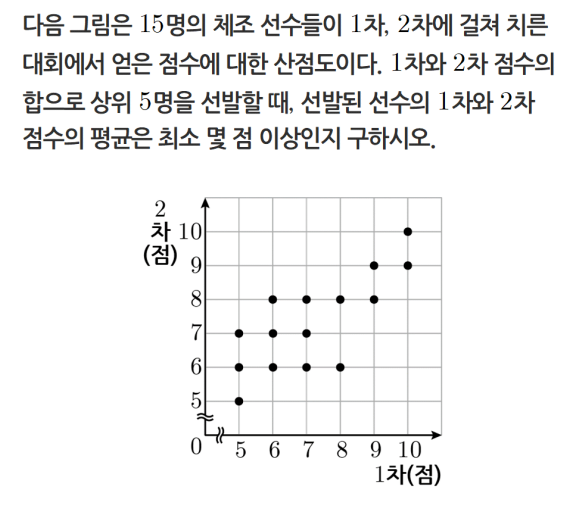 다음 그림은 15명의 체조 선수들이 1차, 2차에 걸쳐 치른
대회에서 얻은 점수에 대한 산점도이다. 1차와 2차 점수의
합으로 상위 5명을 선발할 때, 선발된 선수의 1차와 2차
점수의 평균은 최소 몇 점 이상인지 구하시오.
2
차
(점)
10
9
8
7
6
5
0 5 6 7 8 9 10
1차(점)